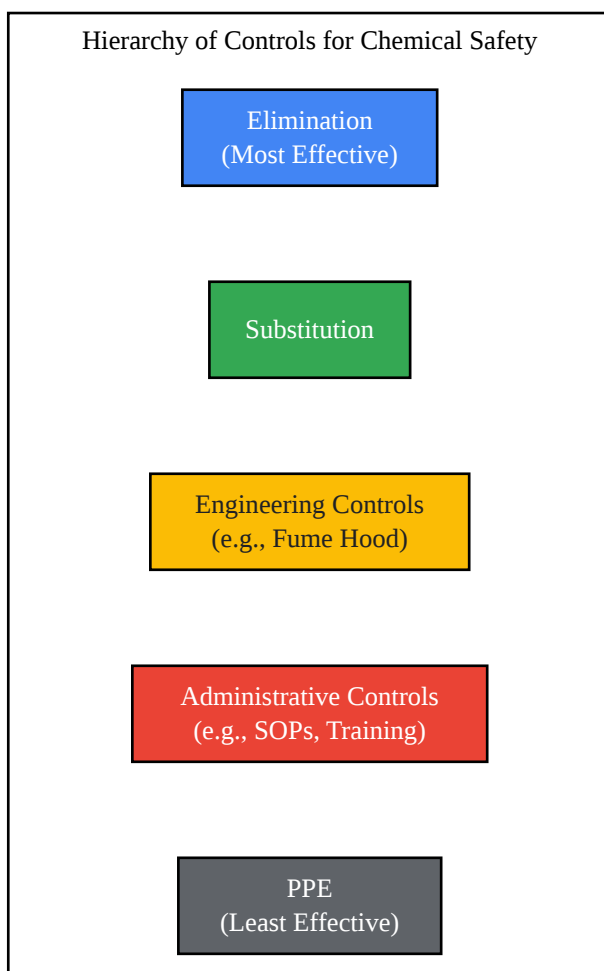 Hierarchy of Controls for Chemical Safety
Elimination
(Most Effective)
Substitution
Engineering Controls
(e.g., Fume Hood)
Administrative Controls
(e.g., SOPs, Training)
PPE
(Least Effective)